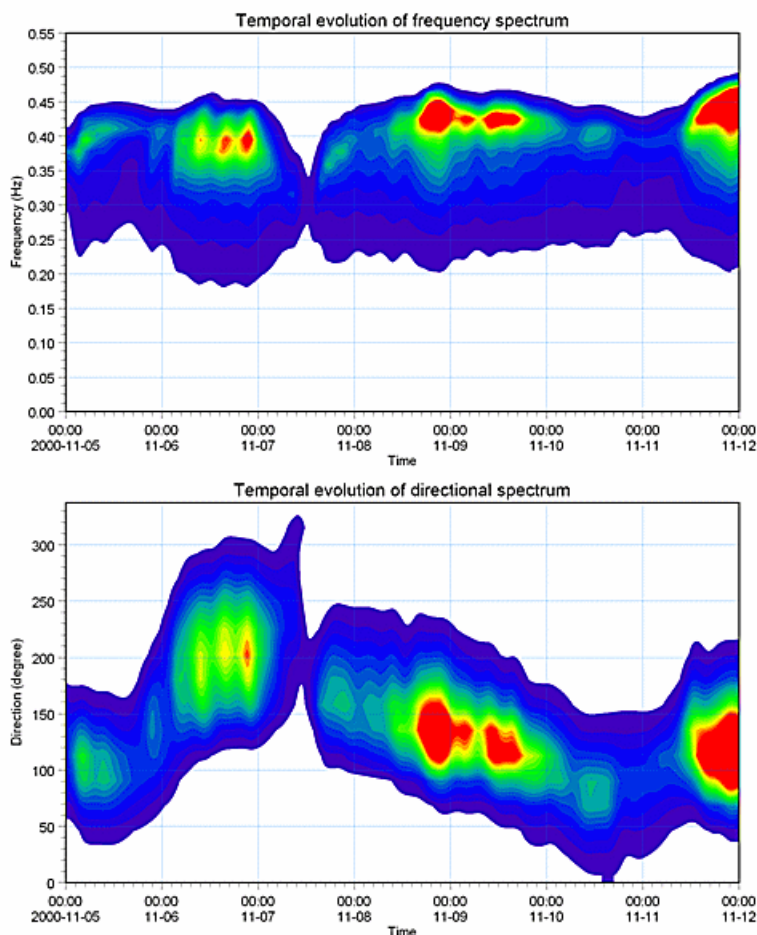 Temporal evolution of frequency spectrum
0.55
0.50
0.45
0.40
0.35
0.30
0.25
0.20
0.15
0.10
0.05
0.00
Frequency (Hz)
00:00 00:00 00:00 00:00 00:00 00:00 00:00 00:00
2000-11-05 11-06 11-07 11-08 11-09 11-10 11-11 11-12
Time
Temporal evolution of directional spectrum
300
250
200
150
100
50
0
Direction (degree)
00:00 00:00 00:00 00:00 00:00 00:00 00:00 00:00
2000-11-05 11-06 11-07 11-08 11-09 11-10 11-11 11-12
Time